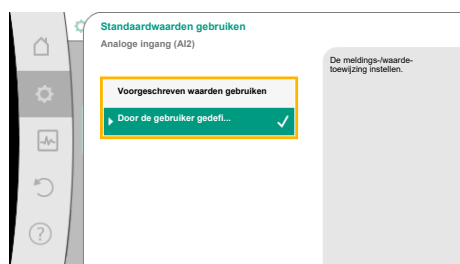 Standaardwaarden gebruiken
Analoge ingang (AI2)
De meldings-/waarde-
toewijzing instellen.
Voorgeschreven waarden gebruiken
Door de gebruiker gedefi...
?